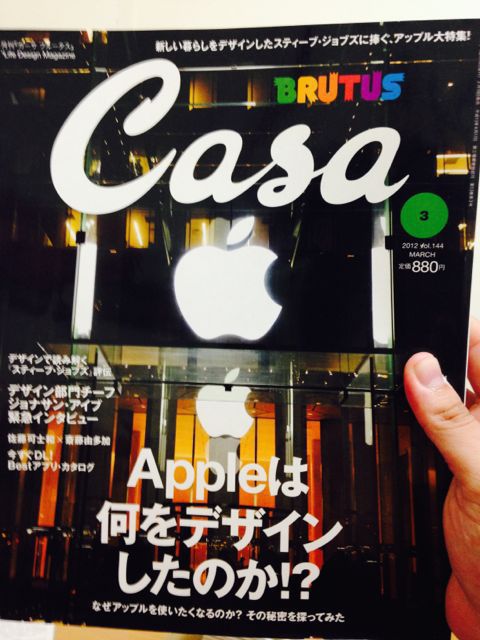 Life Design Magazine
新しい暮らしをデザインしたスティーブ・ジョブズに捧ぐ、アップル大特集!
BRUTUS
Casa
3
2012 Vol.144
MARCH
定価880円
デザインで読み解く
「スティーブ・ジョブズ」評伝
デザイン部門チーフ
ジョナサン・アイブ
緊急インタビュー
佐藤可士和×斎藤由多加
今すぐDL!
Beatアプリ・カタログ
Appleは
何をデザイン
したのか!?
なぜアップルを使いたくなるのか? その秘密を探ってみた